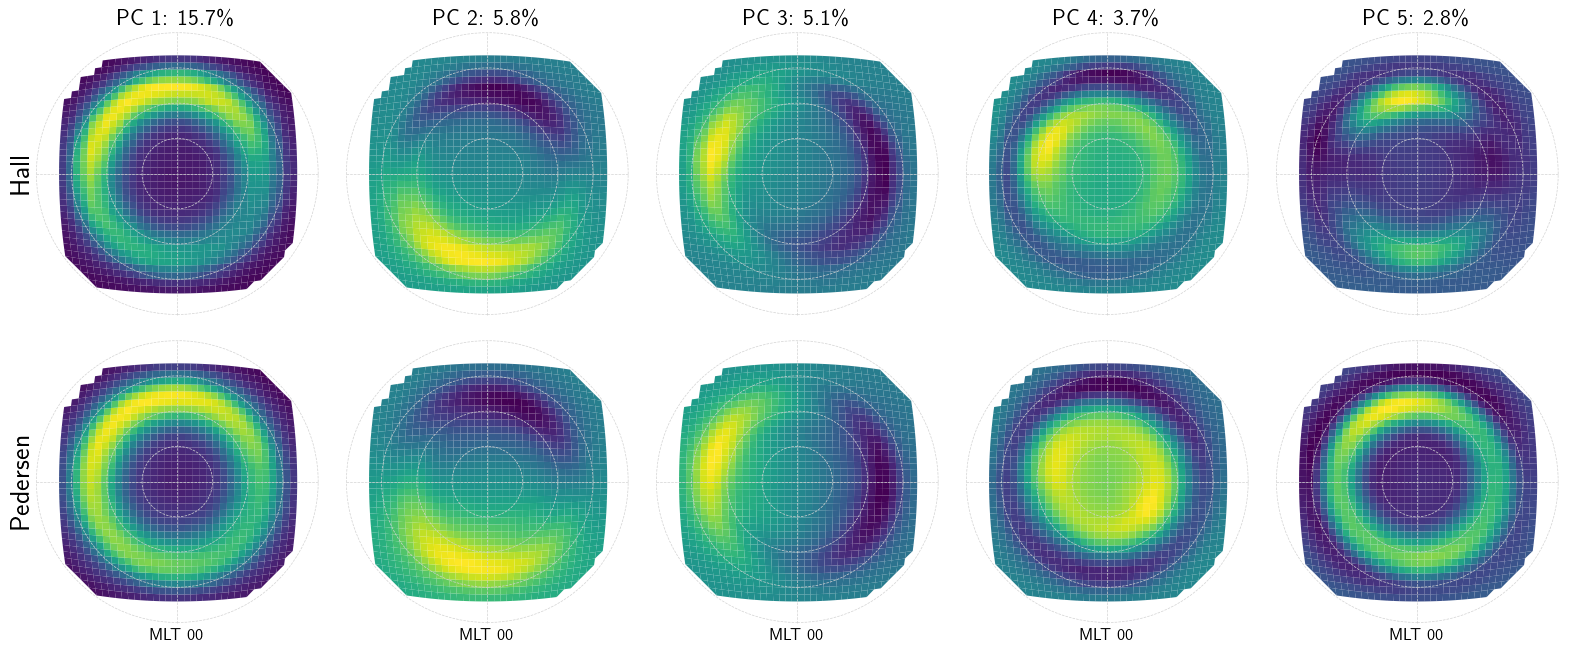 PC 1: 15.7%
PC 2: 5.8%
PC 3: 5.1%
PC 4: 3.7%
PC 5: 2.8%
Hall
Pedersen
MLT 00
MLT 00
MLT 00
MLT 00
MLT 00